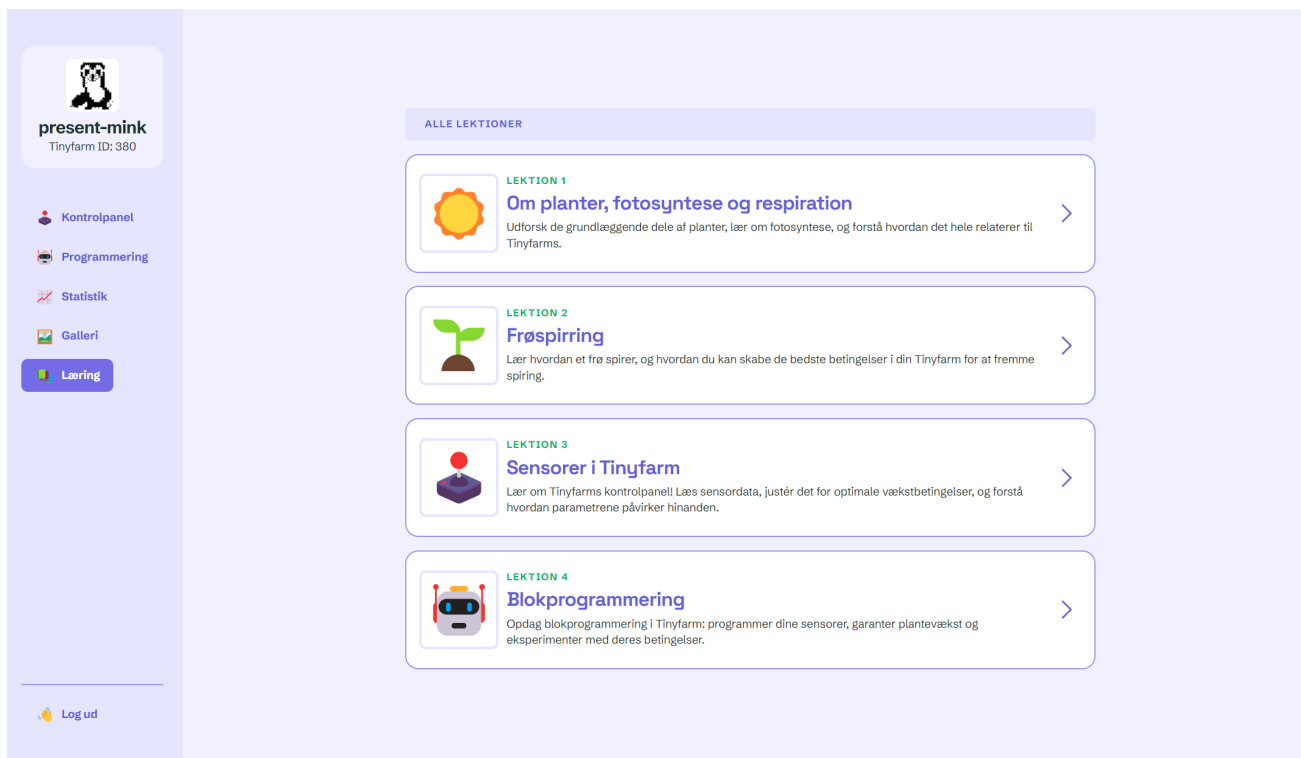 present-mink
Tinyfarm ID: 380
Kontrolpanel
Programmering
Statistik
Galleri
Læring
Log ud
ALLE LEKTIONER
LEKTION 1
Om planter, fotosyntese og respiration
Udforsk de grundlæggende dele af planter, lær om fotosyntese, og forstå hvordan det hele relaterer til
Tinyfarms.
LEKTION 2
Frøspirring
Lær hvordan et frø spirer, og hvordan du kan skabe de bedste betingelser i din Tinyfarm for at fremme
spiring.
LEKTION 3
Sensorer i Tinyfarm
Lær om Tinyfarms kontrolpanel! Læs sensordata, justér det for optimale vækstbetingelser, og forstå
hvordan parametrene påvirker hinanden.
LEKTION 4
Blokprogrammering
Opdag blokprogrammering i Tinyfarm: programmer dine sensorer, garanter plantevækst og
eksperimenter med deres betingelser.